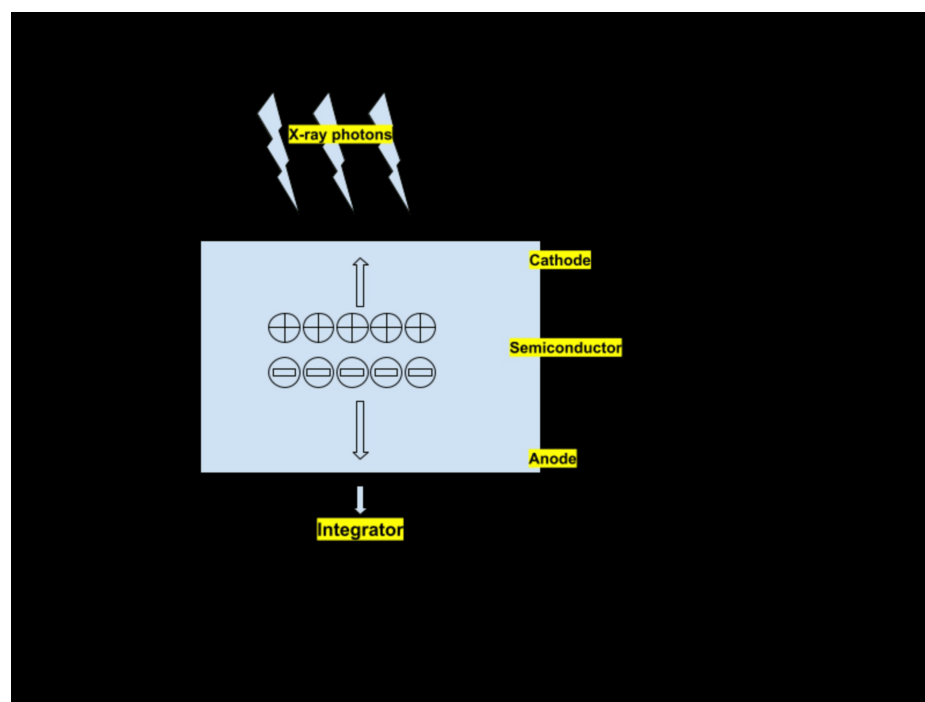 X-ray photons
Cathode
Semiconductor
Anode
Integrator